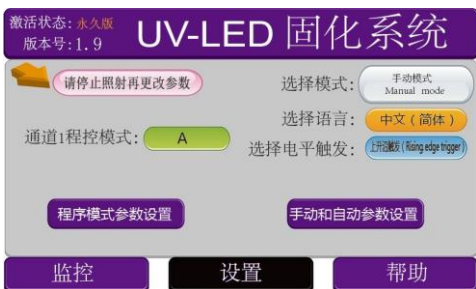 激活状态: 永久版
版本号:1.9
UV-LED 固化系统
请停止照射再更改参数
选择模式:
手动模式
Manual mode
选择语言:
中文（简体）
通道1程控模式:
A
选择电平触发:
上升沿触发(Rising edge trigger)
程序模式参数设置
手动和自动参数设置
监控
设置
帮助